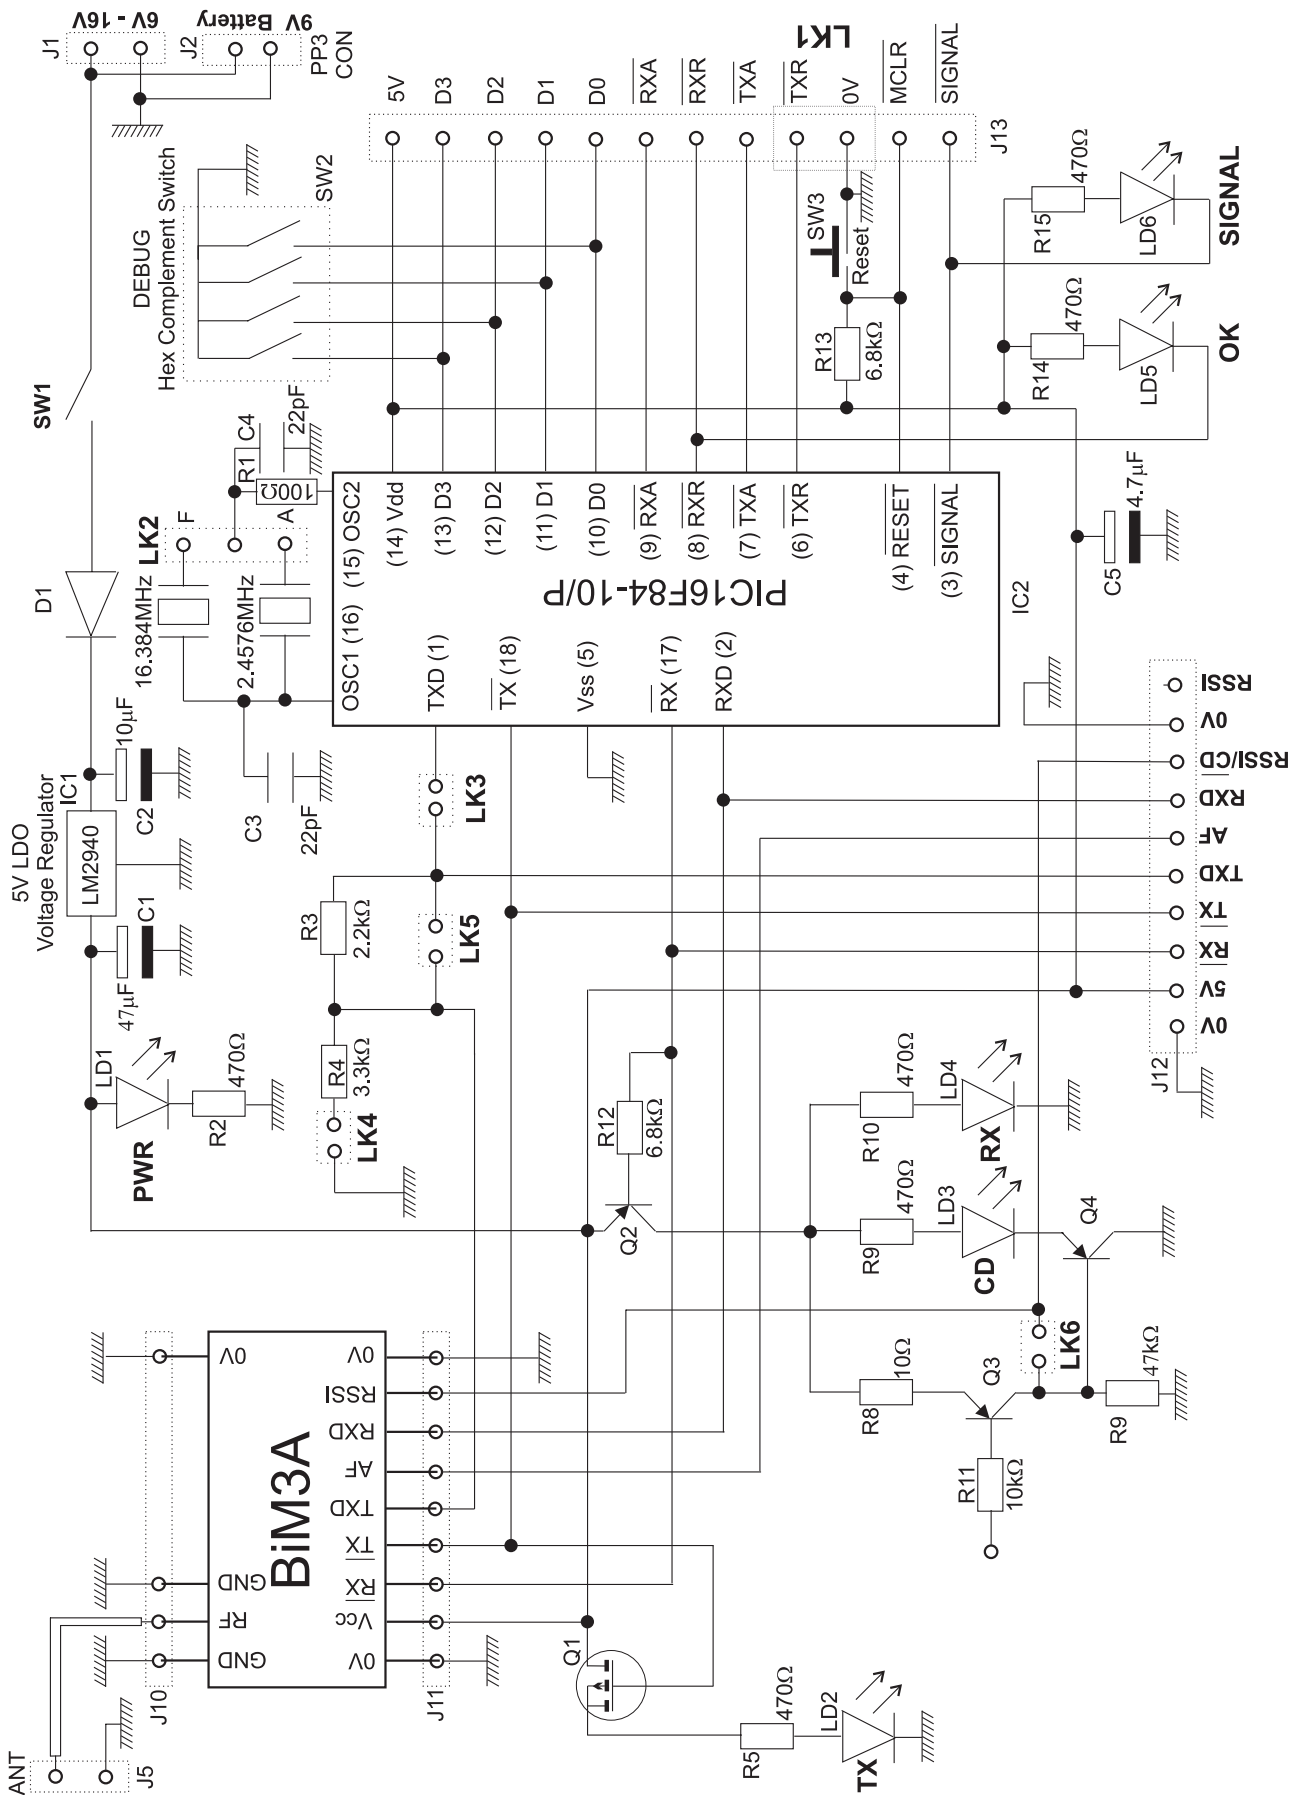 J1
6V - 16V
J2
9V Battery
PP3
CON
SW1
DEBUG
Hex Complement Switch
SW2
LK1
5V
D3
D2
D1
D0
RXA
RXR
TXA
TXR
0V
MCLR
SIGNAL
J13
SW3
Reset
R13
6.8kΩ
R15
470Ω
LD6
SIGNAL
R14
470Ω
LD5
OK
D1
LK2
F
A
16.384MHz
2.4576MHz
R1
100Ω
C4
22pF
C3
22pF
OSC1 (16)
(15) OSC2
(14) Vdd
(13) D3
(12) D2
(11) D1
(10) D0
(9) RXA
(8) RXR
(7) TXA
(6) TXR
(4) RESET
(3) SIGNAL
TXD (1)
TX (18)
Vss (5)
RX (17)
RXD (2)
PIC16F84-10/P
IC2
C5
4.7µF
5V LDO
Voltage Regulator
IC1
LM2940
10µF
C2
47µF
C1
LD1
PWR
R2
470Ω
LK3
LK5
R3
2.2kΩ
R4
3.3kΩ
LK4
R12
6.8kΩ
Q2
R10
470Ω
LD4
RX
R9
470Ω
LD3
CD
Q4
R8
10Ω
Q3
LK6
R9
47kΩ
R11
10kΩ
J12
RSSI
0V
RSSI/CD
RXD
AF
TXD
TX
RX
5V
0V
BiM3A
0V
GND
RF
GND
0V
RSSI
RXD
AF
TXD
TX
RX
Vcc
0V
J10
J11
ANT
J5
Q1
R5
470Ω
LD2
TX